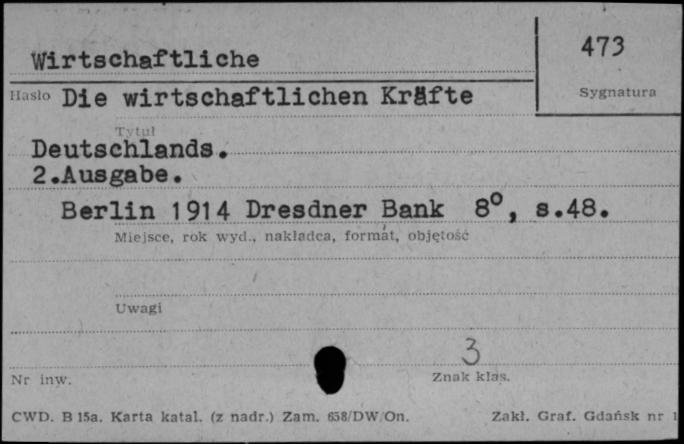 Wirtschaftliche
473
Hasło Die wirtschaftlichen Kräfte
Sygnatura
Tytuł
Deutschlands.
2.Ausgabe.
Berlin 1914 Dresdner Bank 8°, s.48.
Miejsce, rok wyd., nakładca, format, objętość
Uwagi
3
Nr inw.
Znak klas.
CWD. B 15a. Karta katal. (z nadr.) Zam. 658/DW/On.
Zakł. Graf. Gdańsk nr 1